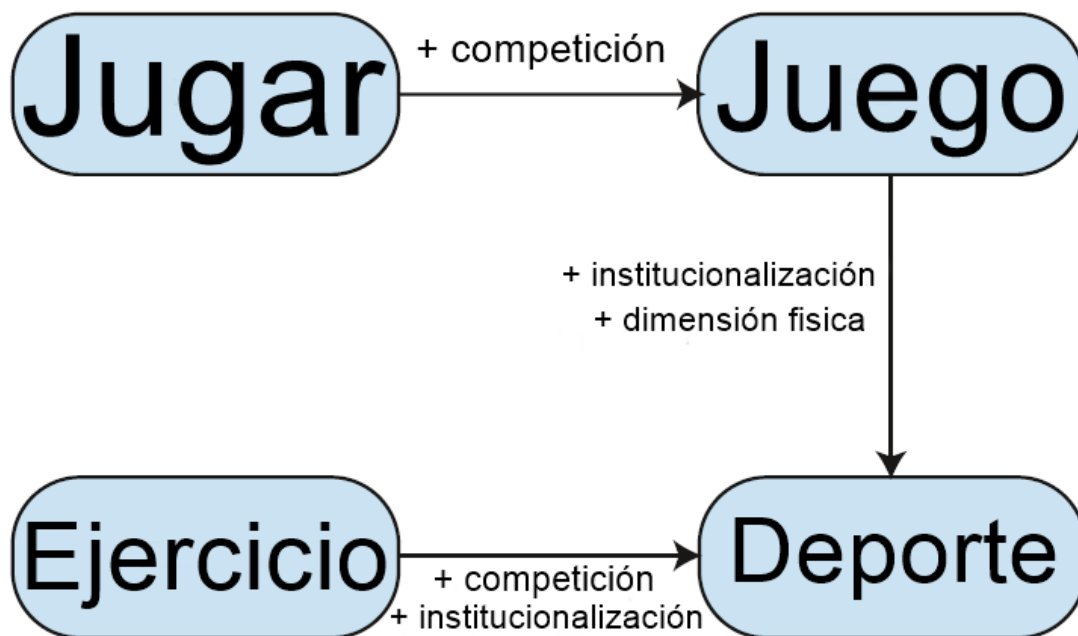 Jugar
+ competición
Juego
+ institucionalización
+ dimensión fisica
Ejercicio
+ competición
+ institucionalización
Deporte